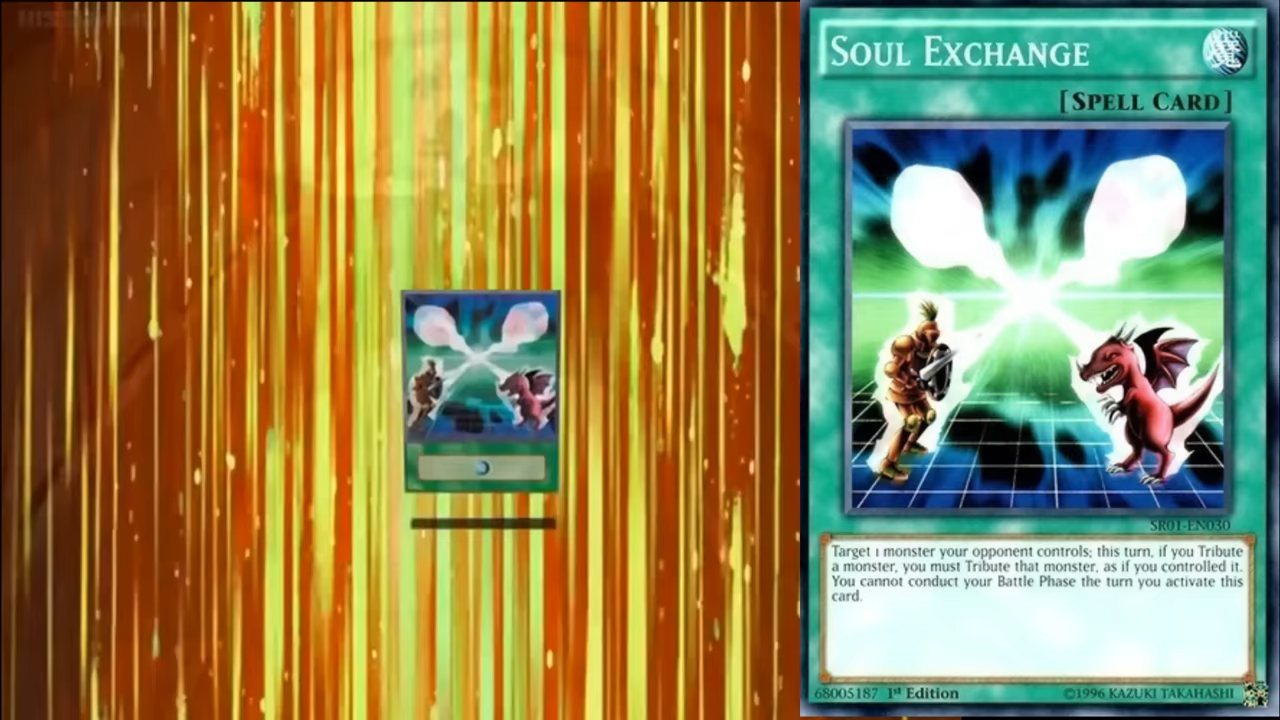 SOUL EXCHANGE
[SPELL CARD]
SR01-EN030
Target 1 monster your opponent controls; this turn, if you Tribute
a monster, you must Tribute that monster, as if you controlled it.
You cannot conduct your Battle Phase the turn you activate this
card.
68005187 1st Edition ©1996 KAZUKI TAKAHASHI